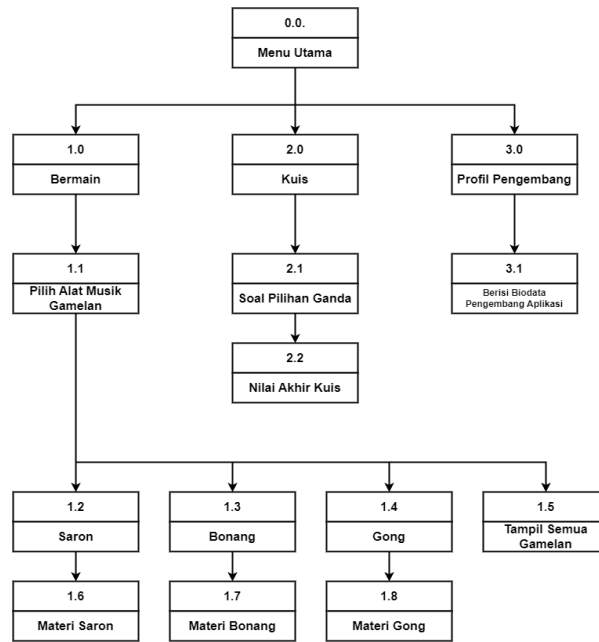 0.0.
Menu Utama
1.0
Bermain
2.0
Kuis
3.0
Profil Pengembang
1.1
Pilih Alat Musik
Gamelan
2.1
Soal Pilihan Ganda
3.1
Berisi Biodata
Pengembang Aplikasi
2.2
Nilai Akhir Kuis
1.2
Saron
1.3
Bonang
1.4
Gong
1.5
Tampil Semua
Gamelan
1.6
Materi Saron
1.7
Materi Bonang
1.8
Materi Gong